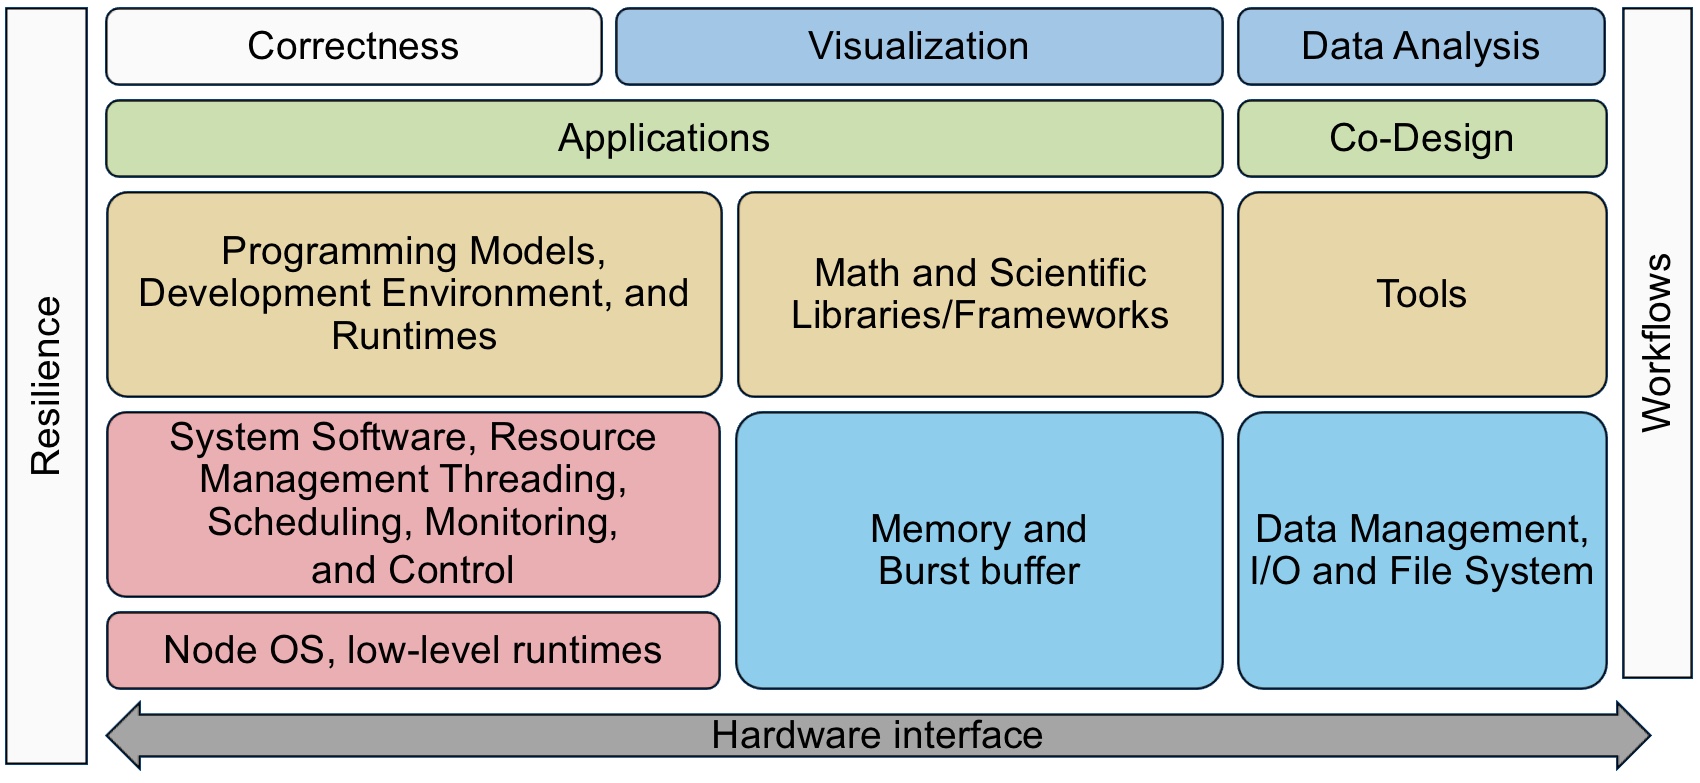 Resilience
Correctness
Visualization
Data Analysis
Applications
Co-Design
Programming Models,
Development Environment, and
Runtimes
Math and Scientific
Libraries/Frameworks
Tools
System Software, Resource
Management Threading,
Scheduling, Monitoring,
and Control
Memory and
Burst buffer
Data Management,
I/O and File System
Node OS, low-level runtimes
Hardware interface
Workflows